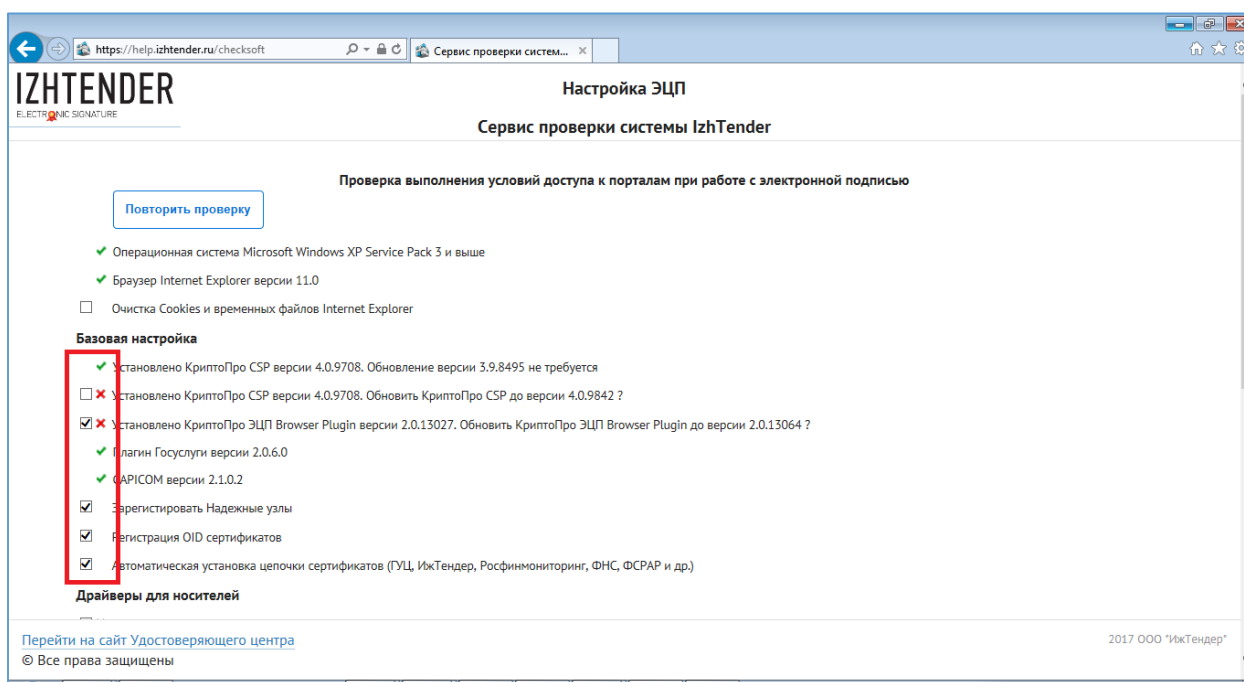 https://help.izhtender.ru/checksoft
Сервис проверки систем...
IZHTENDER
ELECTRONIC SIGNATURE
Настройка ЭЦП
Сервис проверки системы IzhTender
Проверка выполнения условий доступа к порталам при работе с электронной подписью
Повторить проверку
Операционная система Microsoft Windows XP Service Pack 3 и выше
Браузер Internet Explorer версии 11.0
Очистка Cookies и временных файлов Internet Explorer
Базовая настройка
Установлено КриптоПро CSP версии 4.0.9708. Обновление версии 3.9.8495 не требуется
Установлено КриптоПро CSP версии 4.0.9708. Обновить КриптоПро CSP до версии 4.0.9842 ?
Установлено КриптоПро ЭЦП Browser Plugin версии 2.0.13027. Обновить КриптоПро ЭЦП Browser Plugin до версии 2.0.13064 ?
Плагин Госуслуги версии 2.0.6.0
CAPICOM версии 2.1.0.2
Зарегистировать Надежные узлы
Регистрация OID сертификатов
Автоматическая установка цепочки сертификатов (ГУЦ, ИжТендер, Росфинмониторинг, ФНС, ФСРАР и др.)
Драйверы для носителей
Перейти на сайт Удостоверяющего центра
2017 ООО "ИжТендер"
© Все права защищены